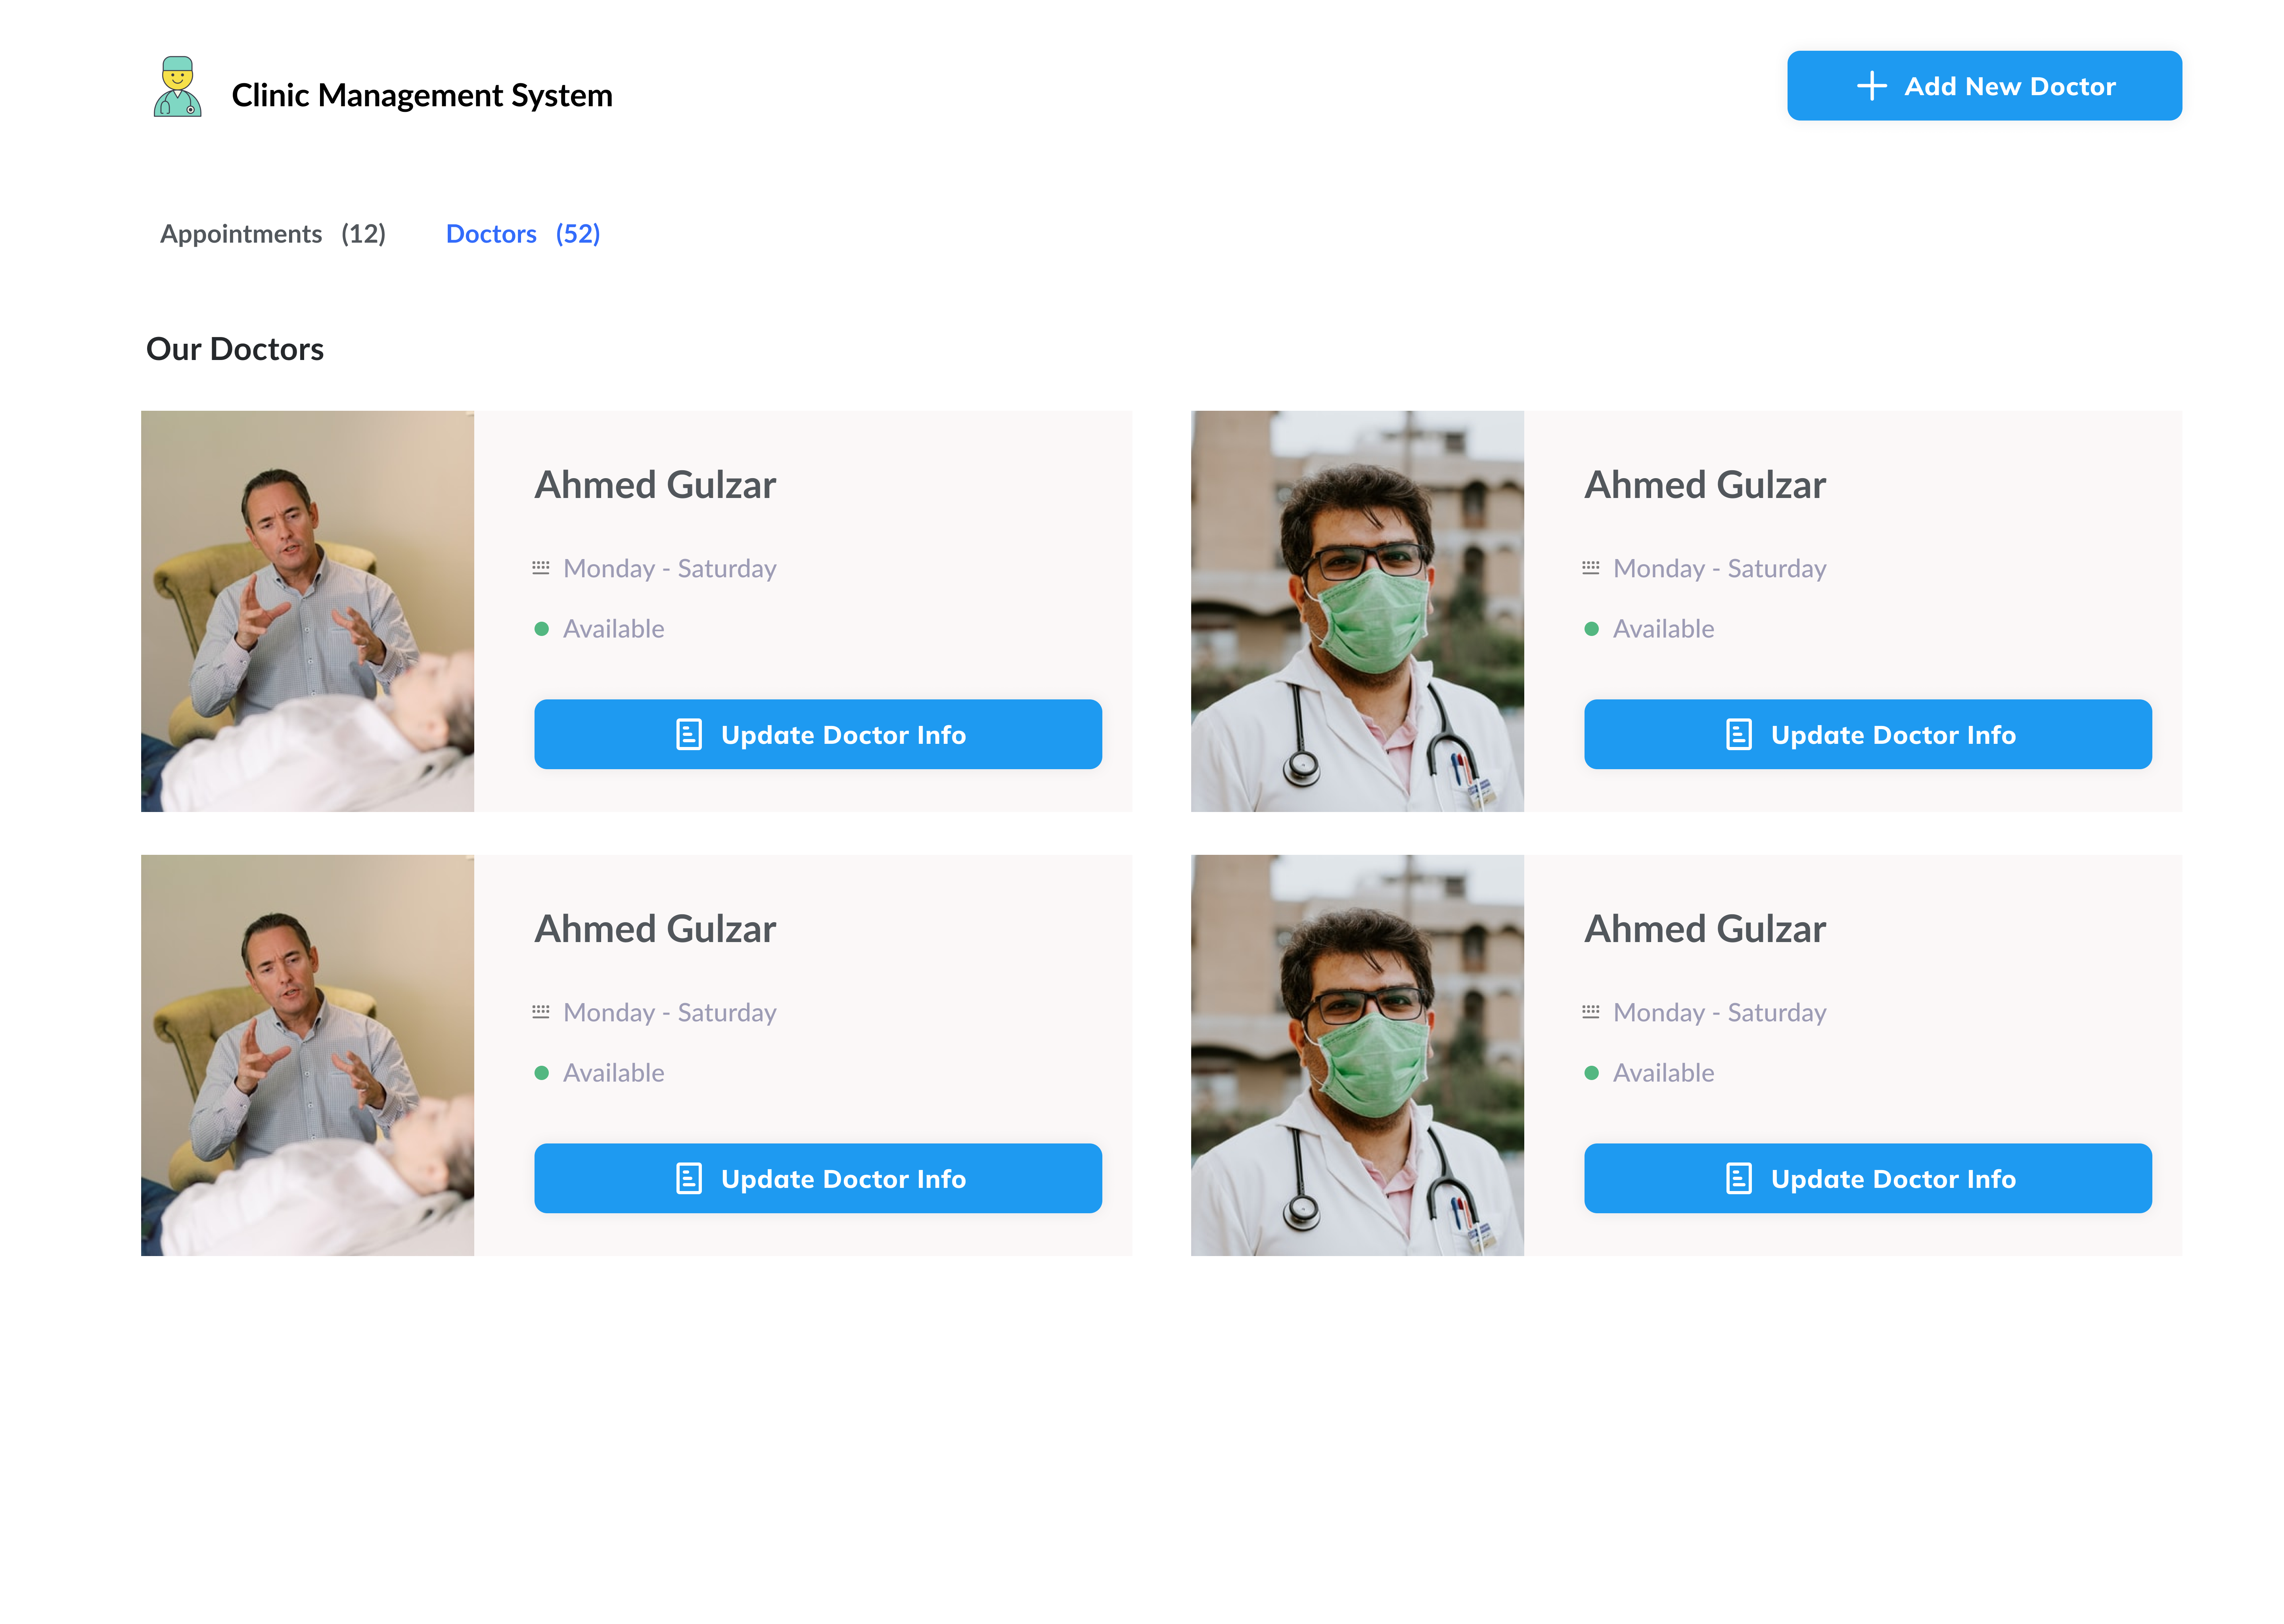 Clinic Management System
Add New Doctor
Appointments (12)
Doctors (52)
Our Doctors
Ahmed Gulzar
Monday - Saturday
Available
Update Doctor Info
Ahmed Gulzar
Monday - Saturday
Available
Update Doctor Info
Ahmed Gulzar
Monday - Saturday
Available
Update Doctor Info
Ahmed Gulzar
Monday - Saturday
Available
Update Doctor Info